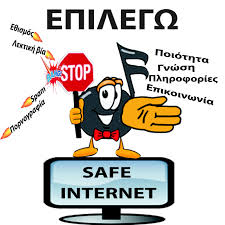 ΕΠΙΛΕΓΩ
Εθισμός
Λεκτική βία
Spam
Πορνογραφία
STOP
Ποιότητα
Γνώση
Πληροφορίες
Επικοινωνία
SAFE
INTERNET